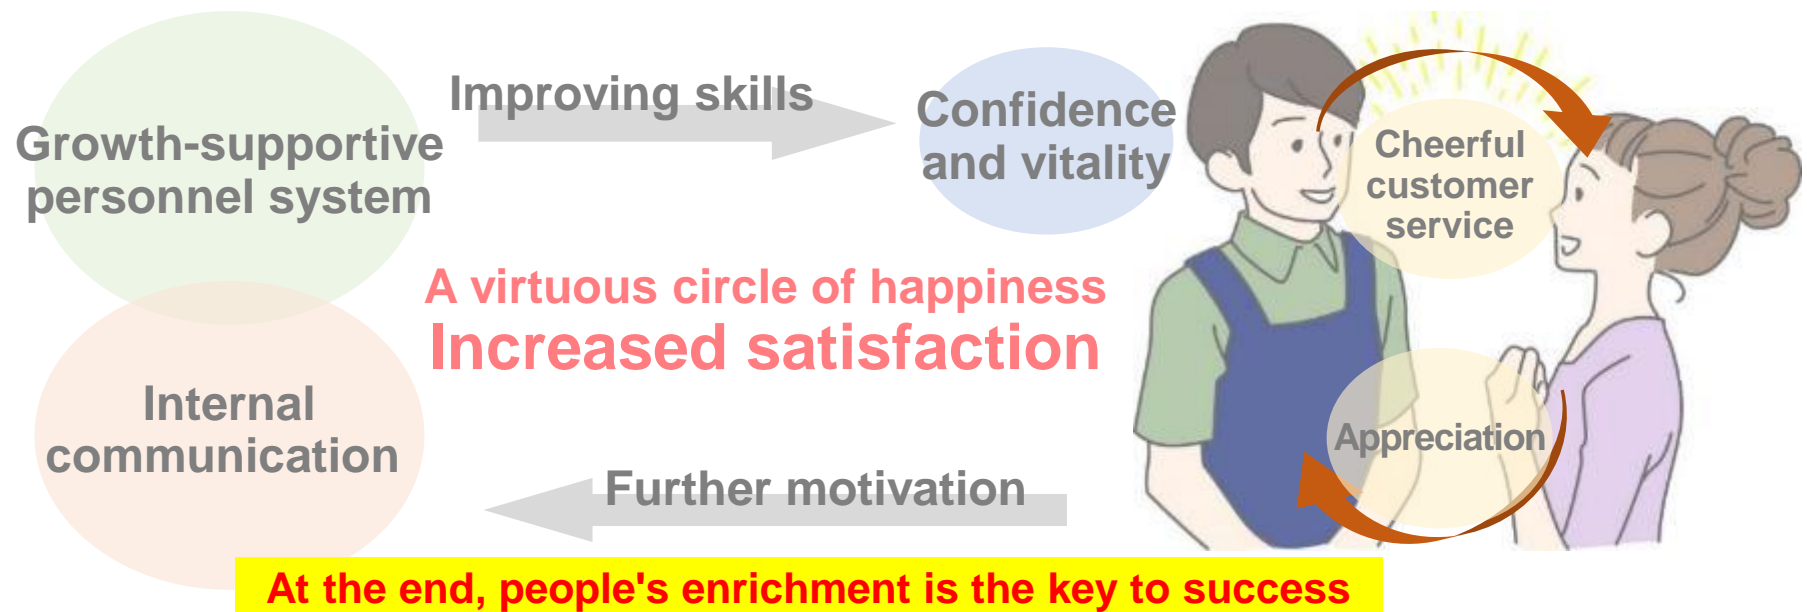 Growth-supportive
personnel system
Improving skills
Confidence
and vitality
Cheerful
customer
service
A virtuous circle of happiness
Increased satisfaction
Internal
communication
Further motivation
Appreciation
At the end, people's enrichment is the key to success